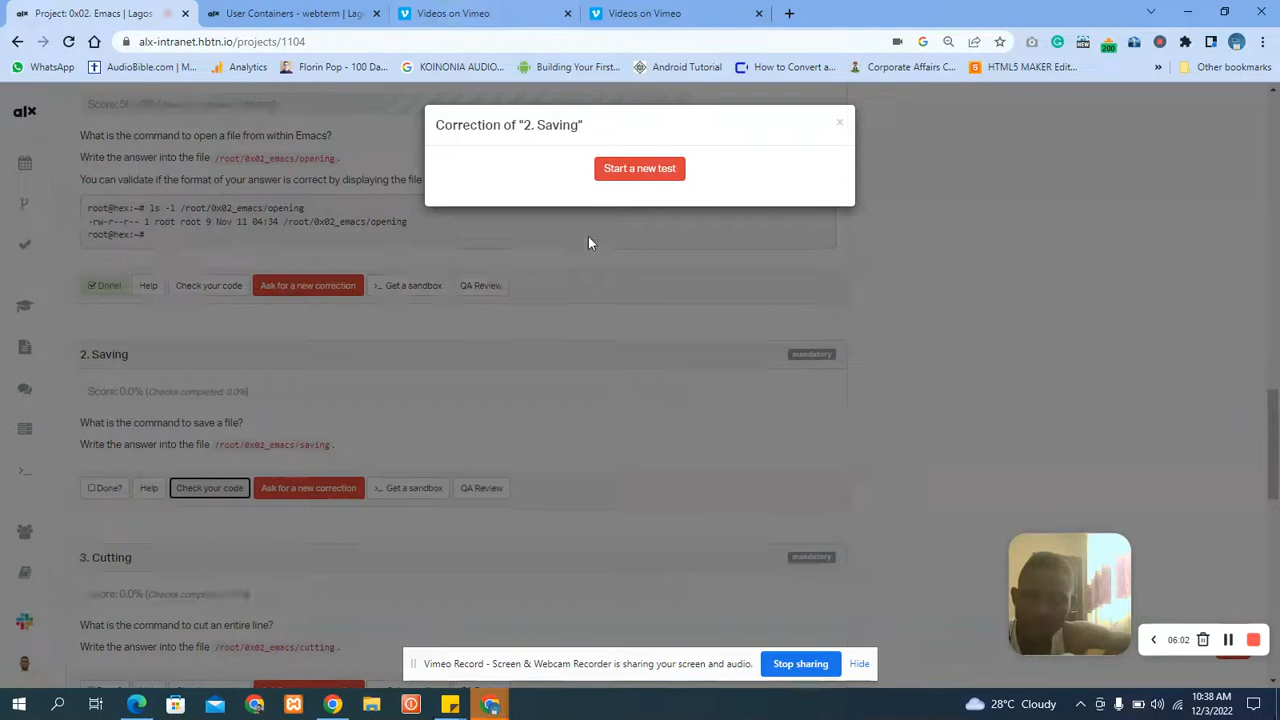 Project: 0x02. Emacs | Lagos
User Containers - webterm | Lag
Videos on Vimeo
Videos on Vimeo
alx-intranet.hbtn.io/projects/1104
200
WhatsApp
AudioBible.com | M...
Analytics
Florin Pop - 100 Da...
KOINONIA AUDIO...
Building Your First...
Android Tutorial
How to Convert a...
Corporate Affairs C...
HTML5 MAKER Edit...
Other bookmarks
alx
Correction of "2. Saving"
Start a new test
What is the command to open a file from within Emacs?
Write the answer into the file /root/0x02_emacs/opening.
You can validate if the format of your answer is correct by displaying the file
root@hex:~# ls -l /root/0x02_emacs/opening
-rw-r--r-- 1 root root 9 Nov 11 04:34 /root/0x02_emacs/opening
root@hex:~#
Done!
Help
Check your code
Ask for a new correction
>_ Get a sandbox
QA Review
2. Saving
mandatory
Score: 0.0% (Checks completed: 0.0%)
What is the command to save a file?
Write the answer into the file /root/0x02_emacs/saving.
Done?
Help
Check your code
Ask for a new correction
>_ Get a sandbox
QA Review
3. Cutting
mandatory
What is the command to cut an entire line?
Write the answer into the file /root/0x02_emacs/cutting.
06:02
Vimeo Record - Screen & Webcam Recorder is sharing your screen and audio.
Stop sharing
Hide
28°C Cloudy
10:38 AM
12/3/2022